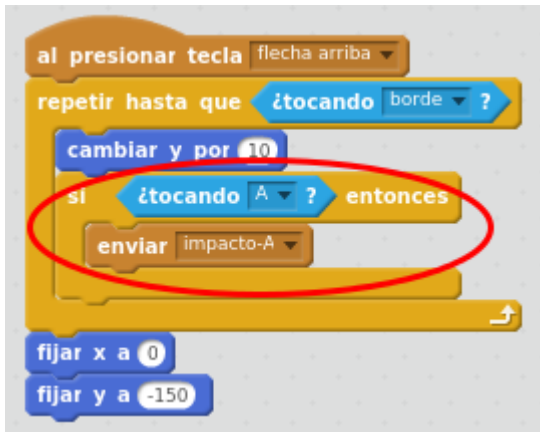 al presionar tecla flecha arriba
repetir hasta que ¿tocando borde ?
cambiar y por 10
si ¿tocando A ? entonces
enviar impacto-A
fijar x a 0
fijar y a -150